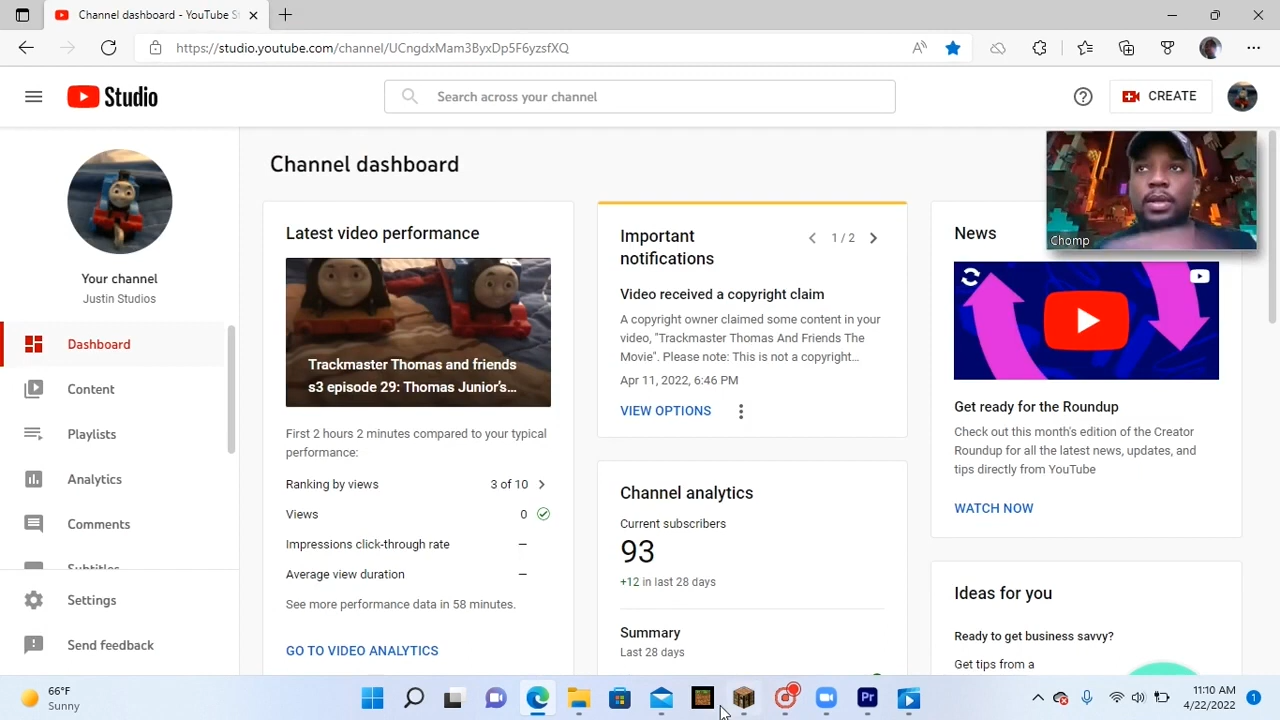 Channel dashboard - YouTube St
https://studio.youtube.com/channel/UCngdxMam3ByxDp5F6yzsfXQ
Studio
Search across your channel
CREATE
Your channel
Justin Studios
Dashboard
Content
Playlists
Analytics
Comments
Subtitles
Settings
Send feedback
Channel dashboard
Latest video performance
Trackmaster Thomas and friends
s3 episode 29: Thomas Junior's...
First 2 hours 2 minutes compared to your typical
performance:
Ranking by views 3 of 10
Views 0
Impressions click-through rate —
Average view duration —
See more performance data in 58 minutes.
GO TO VIDEO ANALYTICS
Important
notifications
1 / 2
Video received a copyright claim
A copyright owner claimed some content in your
video, "Trackmaster Thomas And Friends The
Movie". Please note: This is not a copyright...
Apr 11, 2022, 6:46 PM
VIEW OPTIONS
Channel analytics
Current subscribers
93
+12 in last 28 days
Summary
Last 28 days
News
Chomp
Get ready for the Roundup
Check out this month's edition of the Creator
Roundup for all the latest news, updates, and
tips directly from YouTube
WATCH NOW
Ideas for you
Ready to get business savvy?
Get tips from a
66°F
Sunny
Pr
11:10 AM
4/22/2022
1